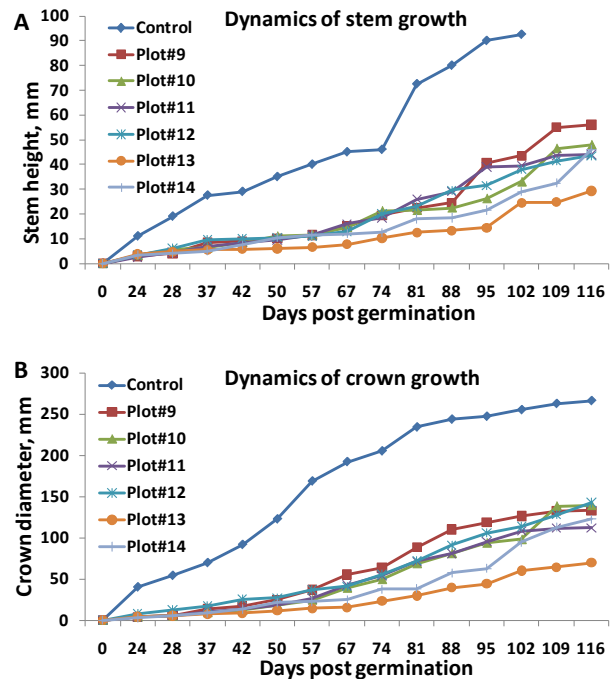 A
Dynamics of stem growth
Stem height, mm
100
90
80
70
60
50
40
30
20
10
0
Control
Plot#9
Plot#10
Plot#11
Plot#12
Plot#13
Plot#14
0 24 28 37 42 50 57 67 74 81 88 95 102 109 116
Days post germination
B
Dynamics of crown growth
Crown diameter, mm
300
250
200
150
100
50
0
Control
Plot#9
Plot#10
Plot#11
Plot#12
Plot#13
Plot#14
0 24 28 37 42 50 57 67 74 81 88 95 102 109 116
Days post germination